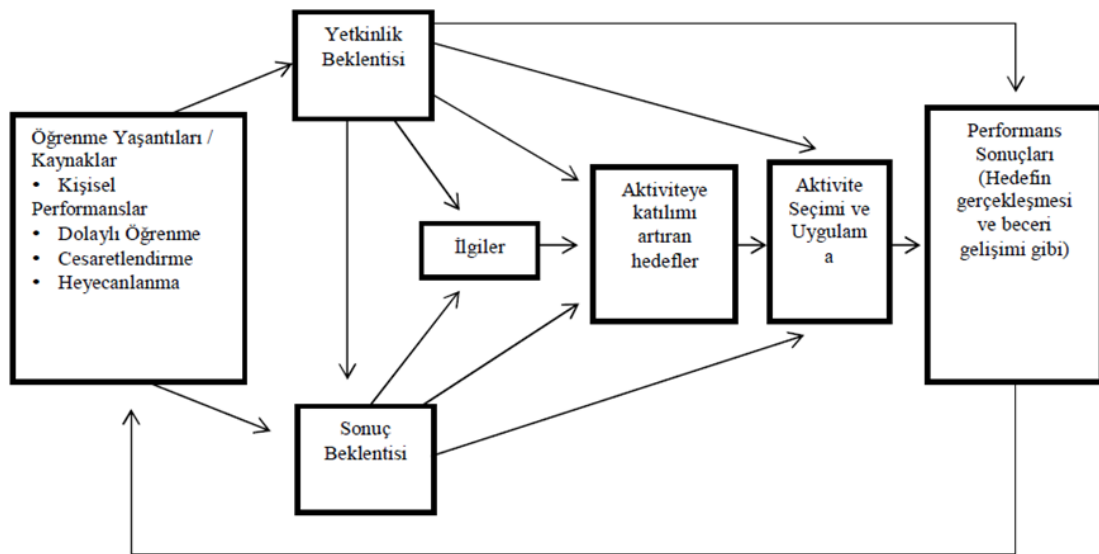 Yetkinlik
Beklentisi
Öğrenme Yaşantıları /
Kaynaklar
• Kişisel
Performanslar
• Dolaylı Öğrenme
• Cesaretlendirme
• Heyecanlanma
İlgiler
Aktiviteye
katılımı
artıran
hedefler
Aktivite
Seçimi ve
Uygulam
a
Performans
Sonuçları
(Hedefin
gerçekleşmesi
ve beceri
gelişimi gibi)
Sonuç
Beklentisi